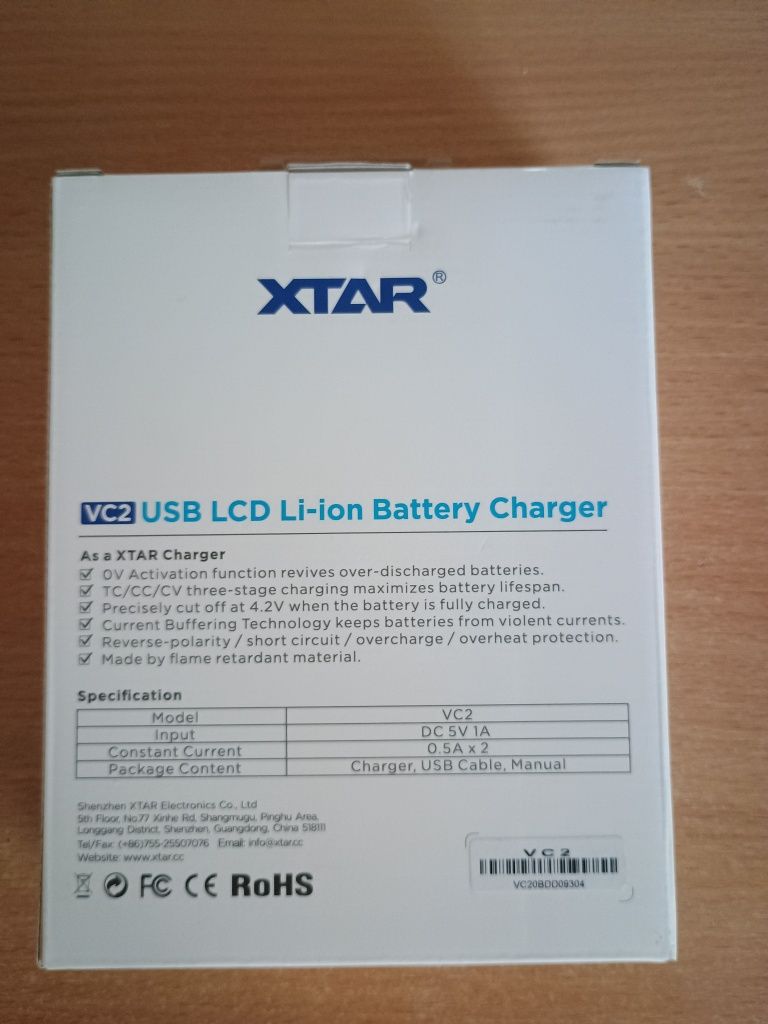 XTAR®
VC2 USB LCD Li-ion Battery Charger
As a XTAR Charger
☑ 0V Activation function revives over-discharged batteries.
☑ TC/CC/CV three-stage charging maximizes battery lifespan.
☑ Precisely cut off at 4.2V when the battery is fully charged.
☑ Current Buffering Technology keeps batteries from violent currents.
☑ Reverse-polarity / short circuit / overcharge / overheat protection.
☑ Made by flame retardant material.
Specification
Model VC2
Input DC 5V 1A
Constant Current 0.5A x 2
Package Content Charger, USB Cable, Manual
Shenzhen XTAR Electronics Co., Ltd
5th Floor, No.77 Xinhe Rd, Shangmugu, Pinghu Area,
Longgang District, Shenzhen, Guangdong, China 518111
Tel/Fax: (+86)755-25507076 Email: info@xtar.cc
Website: www.xtar.cc
FC CE RoHS
VC2
VC20BDD09304